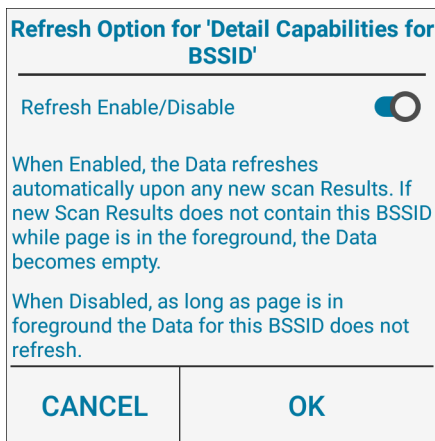 Refresh Option for 'Detail Capabilities for
BSSID'
Refresh Enable/Disable
When Enabled, the Data refreshes
automatically upon any new scan Results. If
new Scan Results does not contain this BSSID
while page is in the foreground, the Data
becomes empty.
When Disabled, as long as page is in
foreground the Data for this BSSID does not
refresh.
CANCEL
OK